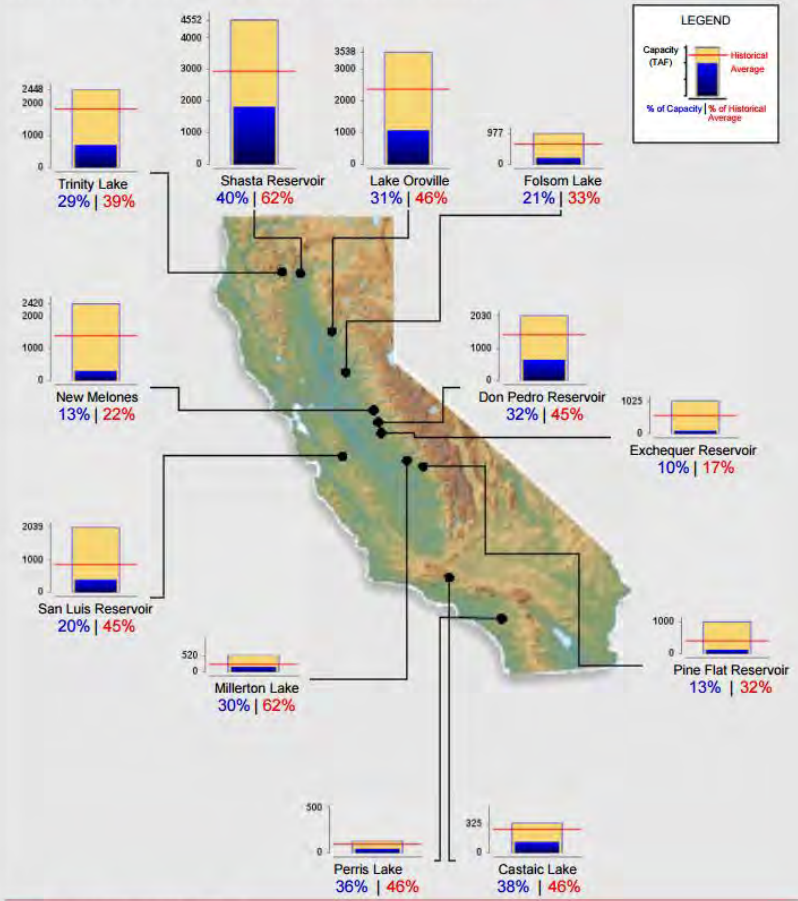 LEGEND
Capacity
(TAF)
Historical
Average
% of Capacity | % of Historical
Average
2448
2000
1000
0
Trinity Lake
29% | 39%
4552
4000
3000
2000
1000
0
Shasta Reservoir
40% | 62%
3538
3000
2000
1000
0
Lake Oroville
31% | 46%
977
0
Folsom Lake
21% | 33%
2420
2000
1000
0
New Melones
13% | 22%
2030
1000
0
Don Pedro Reservoir
32% | 45%
1025
0
Exchequer Reservoir
10% | 17%
2039
1000
0
San Luis Reservoir
20% | 45%
520
0
Millerton Lake
30% | 62%
1000
0
Pine Flat Reservoir
13% | 32%
500
0
Perris Lake
36% | 46%
325
0
Castaic Lake
38% | 46%